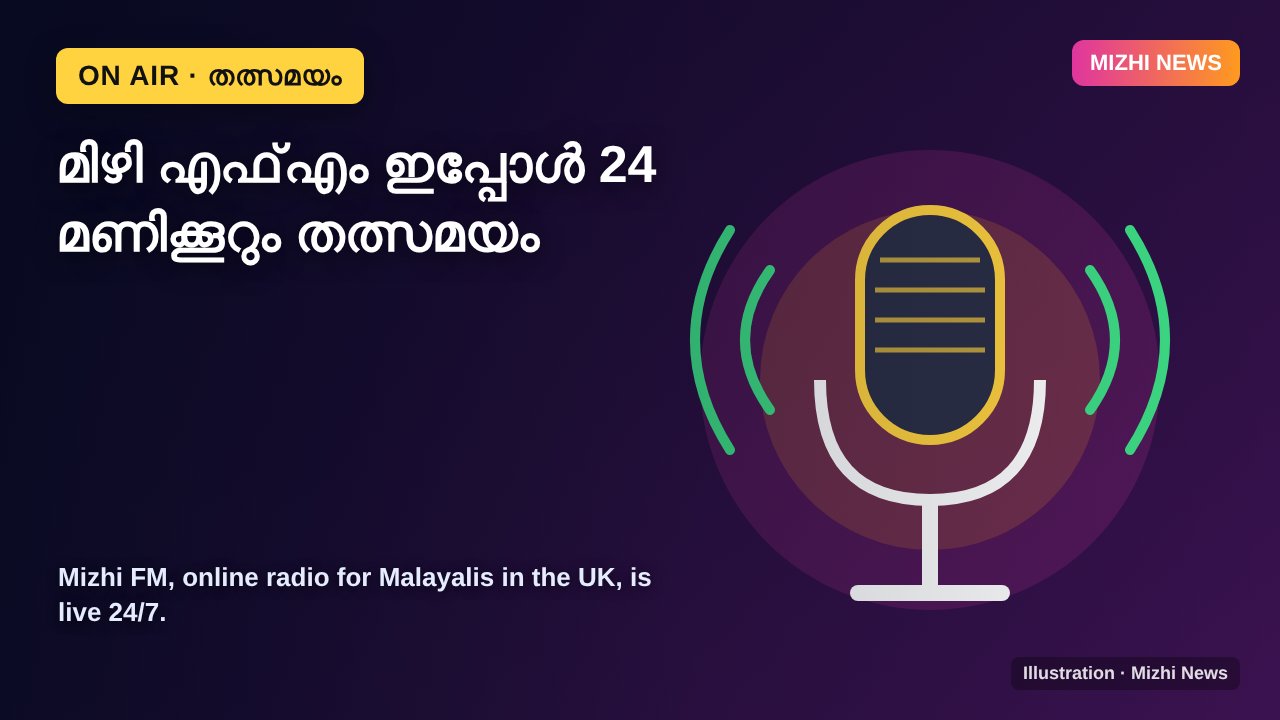 ON AIR · തത്സമയം
MIZHI NEWS
മിഴി എഫ്എം ഇപ്പോൾ 24
മണിക്കൂറും തത്സമയം
Mizhi FM, online radio for Malayalis in the UK, is
live 24/7.
Illustration · Mizhi News